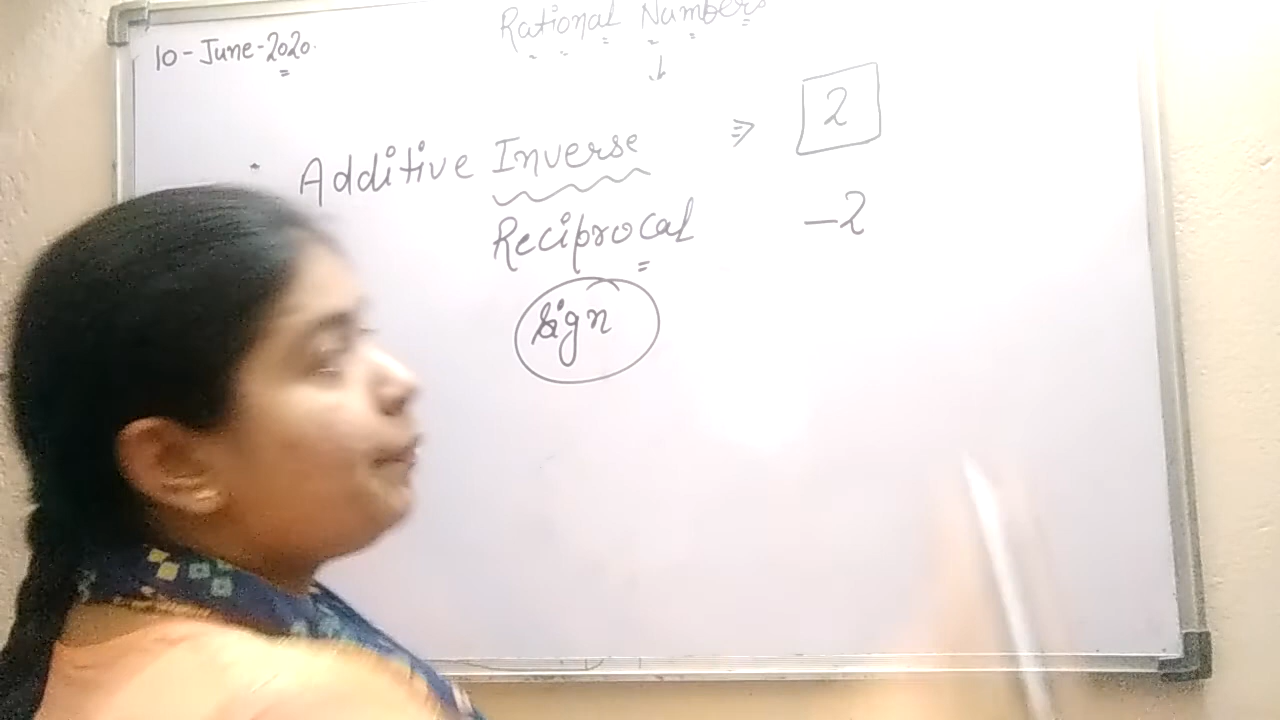 Rational Numbers
10-June-2020.
↓
• Additive Inverse ⇒ 2
Reciprocal -2
Sign